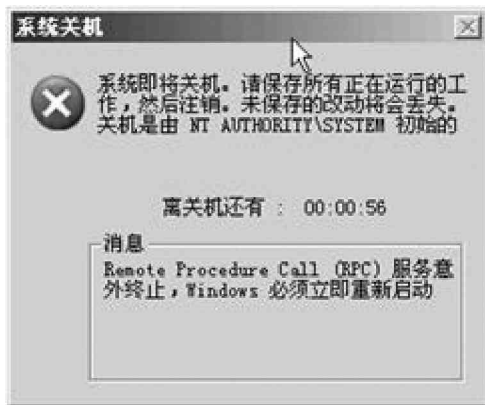 系统关机
系统即将关机。请保存所有正在运行的工
作，然后注销。未保存的改动将会丢失。
关机是由 NT AUTHORITY\SYSTEM 初始的
离关机还有 : 00:00:56
消息
Remote Procedure Call (RPC) 服务意
外终止，Windows 必须立即重新启动